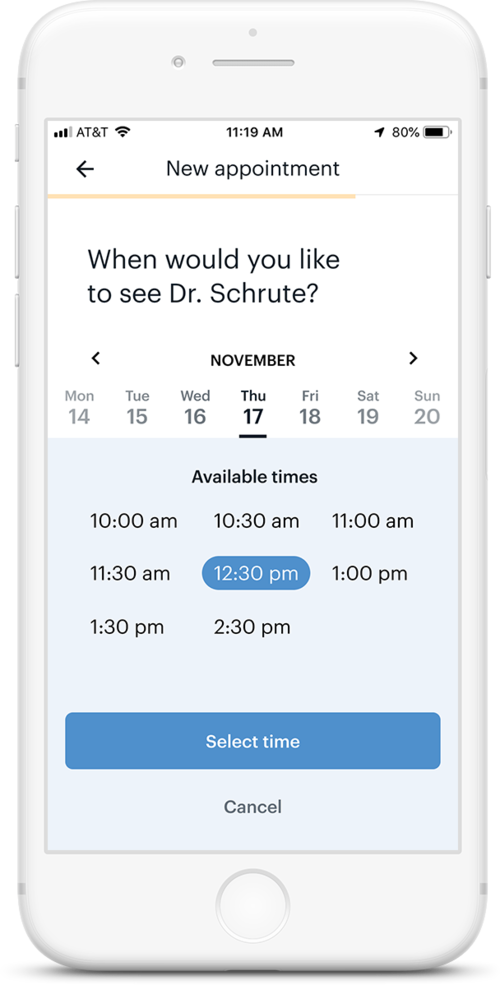 AT&T 11:19 AM 80%
New appointment
When would you like
to see Dr. Schrute?
NOVEMBER
Mon Tue Wed Thu Fri Sat Sun
14 15 16 17 18 19 20
Available times
10:00 am 10:30 am 11:00 am
11:30 am 12:30 pm 1:00 pm
1:30 pm 2:30 pm
Select time
Cancel